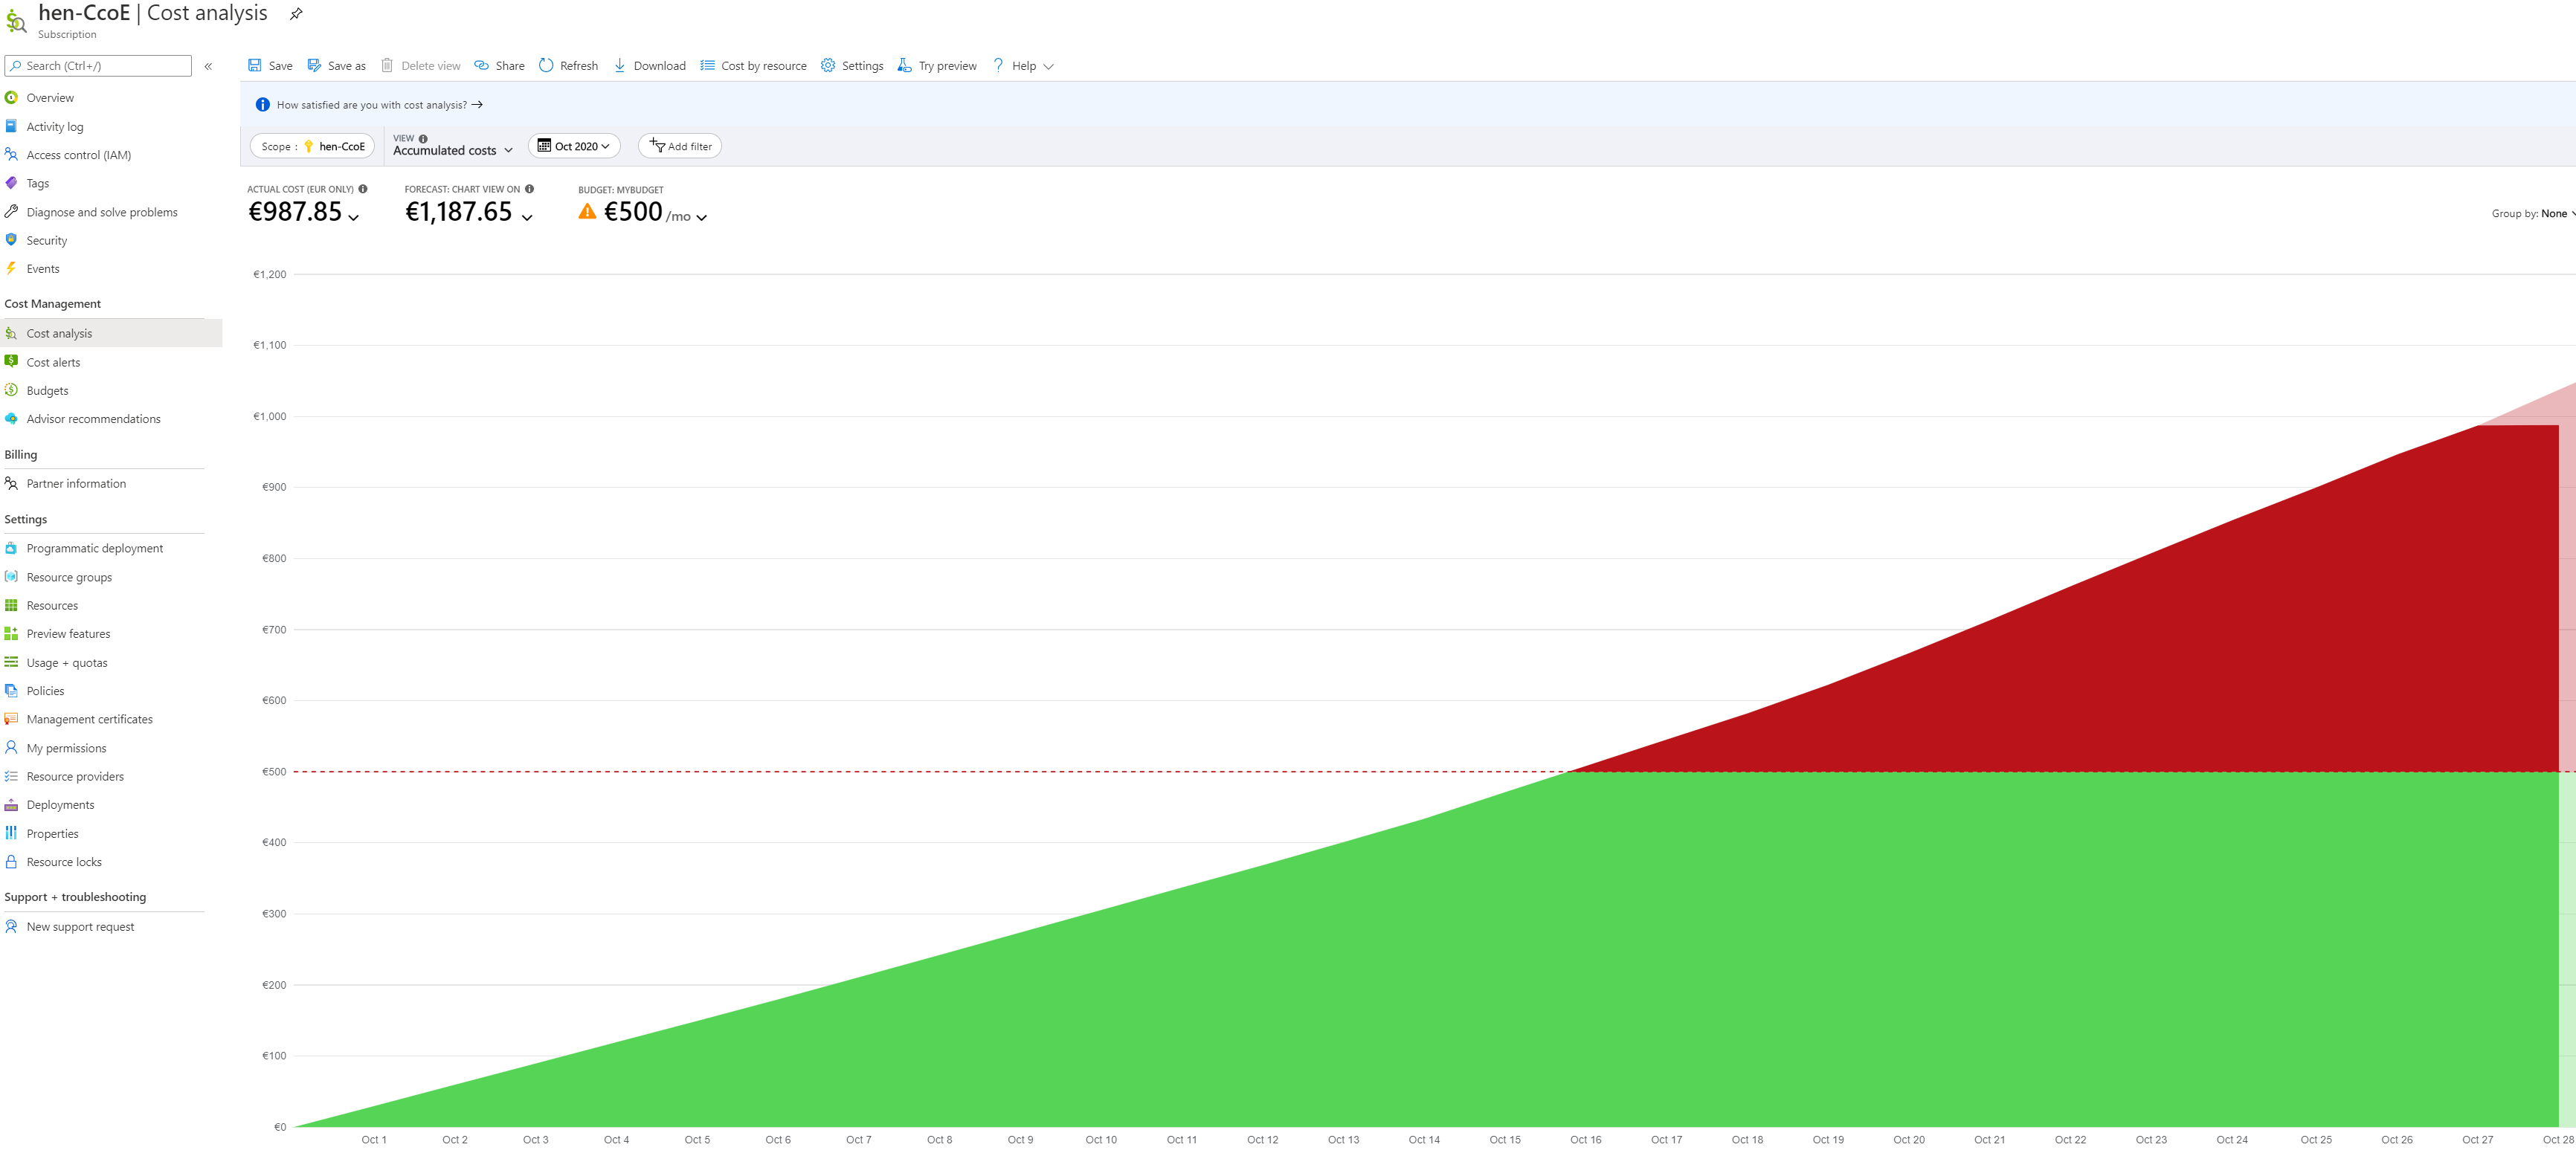 hen-CcoE | Cost analysis
Subscription
Search (Ctrl+/)
«
Overview
Activity log
Access control (IAM)
Tags
Diagnose and solve problems
Security
Events
Cost Management
Cost analysis
Cost alerts
Budgets
Advisor recommendations
Billing
Partner information
Settings
Programmatic deployment
Resource groups
Resources
Preview features
Usage + quotas
Policies
Management certificates
My permissions
Resource providers
Deployments
Properties
Resource locks
Support + troubleshooting
New support request
Save Save as Delete view Share Refresh Download Cost by resource Settings Try preview ? Help
How satisfied are you with cost analysis? →
Scope : hen-CcoE
VIEW
Accumulated costs
Oct 2020
Add filter
ACTUAL COST (EUR ONLY)
€987.85
FORECAST: CHART VIEW ON
€1,187.65
BUDGET: MYBUDGET
€500 /mo
Group by: None
€1,200
€1,100
€1,000
€900
€800
€700
€600
€500
€400
€300
€200
€100
€0
Oct 1 Oct 2 Oct 3 Oct 4 Oct 5 Oct 6 Oct 7 Oct 8 Oct 9 Oct 10 Oct 11 Oct 12 Oct 13 Oct 14 Oct 15 Oct 16 Oct 17 Oct 18 Oct 19 Oct 20 Oct 21 Oct 22 Oct 23 Oct 24 Oct 25 Oct 26 Oct 27 Oct 28